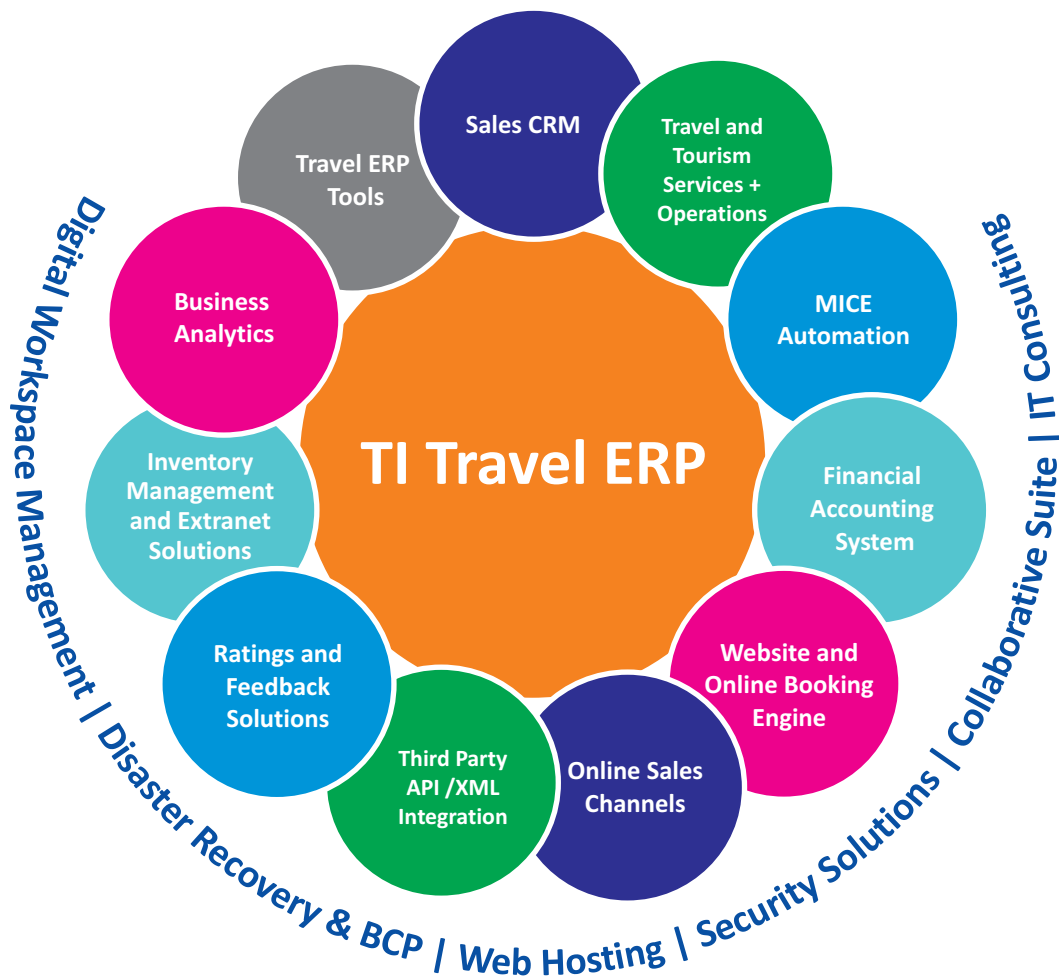 Sales CRM
Travel and
Tourism
Services +
Operations
MICE
Automation
Financial
Accounting
System
Website and
Online Booking
Engine
Online Sales
Channels
Third Party
API /XML
Integration
Ratings and
Feedback
Solutions
Inventory
Management
and Extranet
Solutions
Business
Analytics
Travel ERP
Tools
TI Travel ERP
Digital Workspace Management | Disaster Recovery & BCP | Web Hosting | Security Solutions | Collaborative Suite | IT Consulting